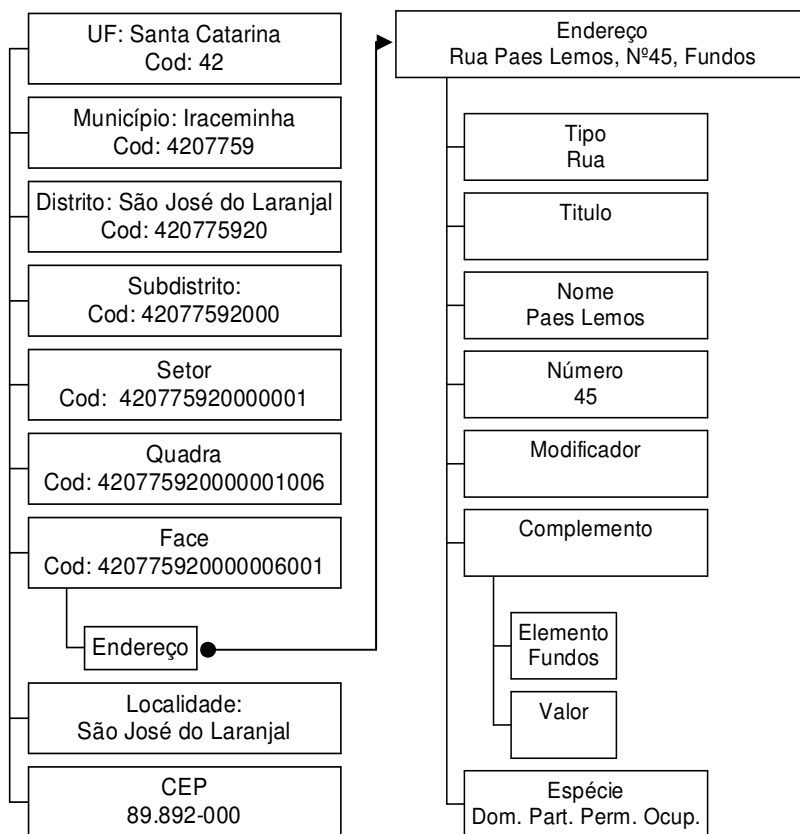 UF: Santa Catarina
Cod: 42
Município: Iraceminha
Cod: 4207759
Distrito: São José do Laranjal
Cod: 420775920
Subdistrito:
Cod: 42077592000
Setor
Cod: 420775920000001
Quadra
Cod: 420775920000001006
Face
Cod: 420775920000006001
Endereço
Localidade:
São José do Laranjal
CEP
89.892-000
Endereço
Rua Paes Lemos, Nº45, Fundos
Tipo
Rua
Titulo
Nome
Paes Lemos
Número
45
Modificador
Complemento
Elemento
Fundos
Valor
Espécie
Dom. Part. Perm. Ocup.